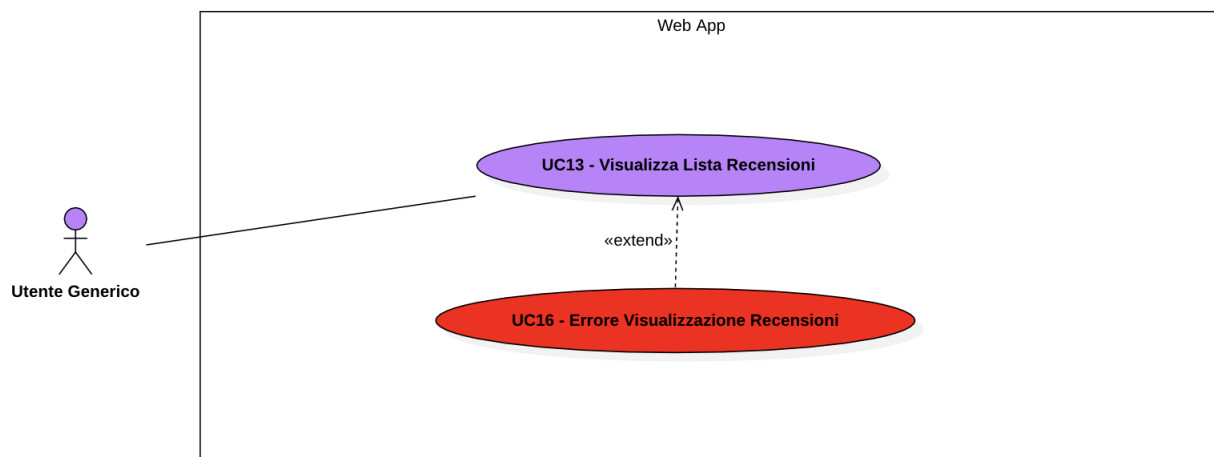 Web App
UC13 - Visualizza Lista Recensioni
«extend»
Utente Generico
UC16 - Errore Visualizzazione Recensioni